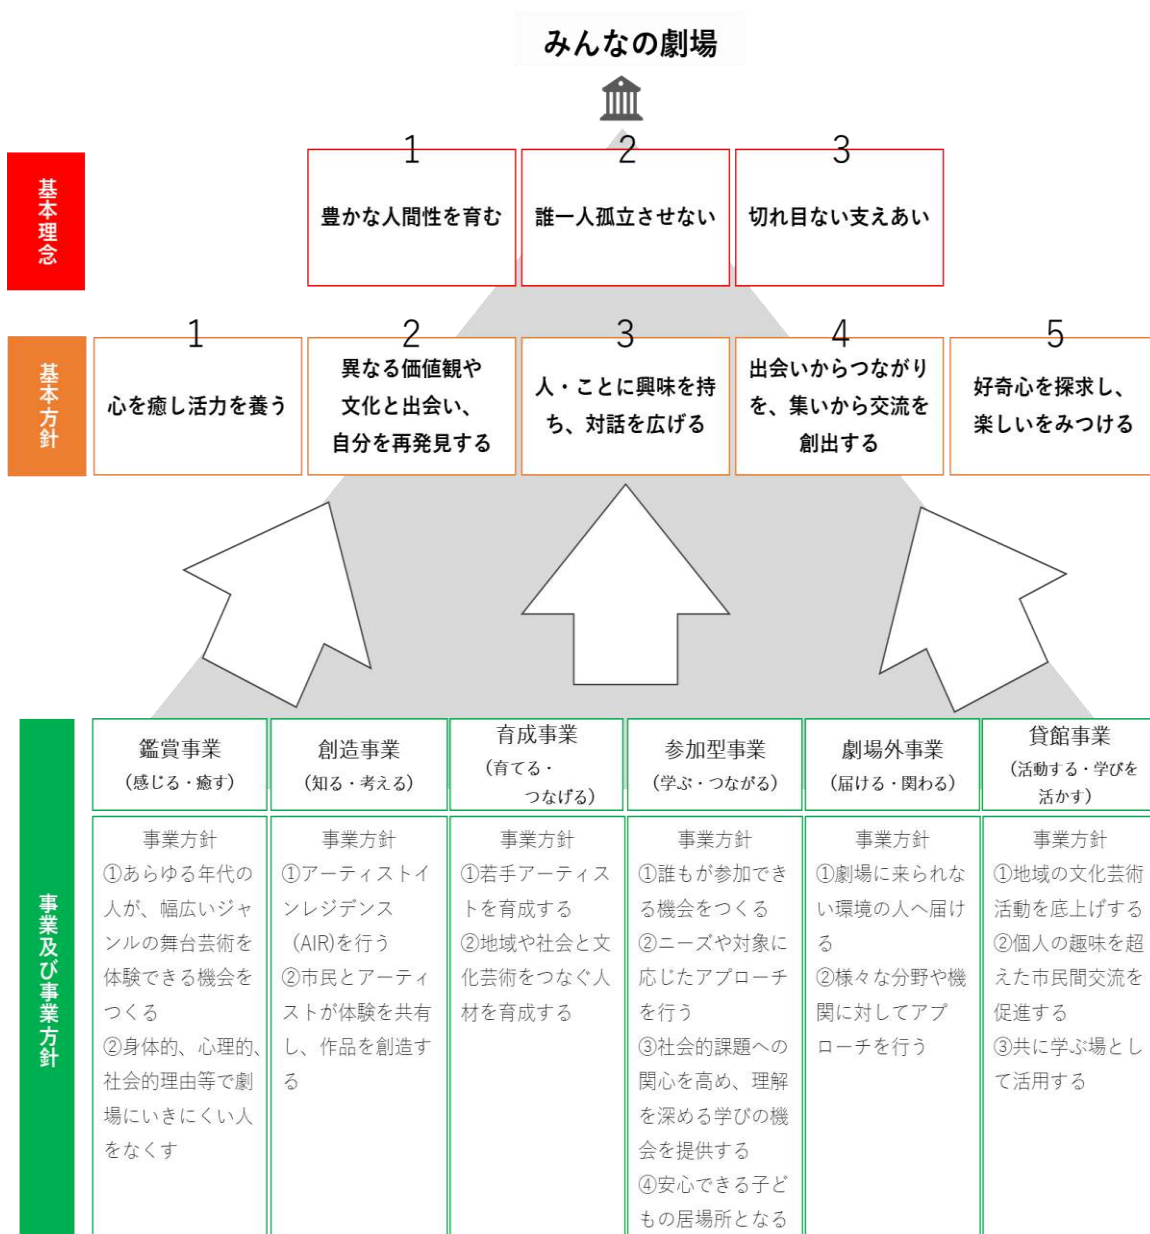 みんなの劇場
基本理念
1
豊かな人間性を育む
2
誰一人孤立させない
3
切れ目ない支えあい
基本方針
1
心を癒し活力を養う
2
異なる価値観や
文化と出会い、
自分を再発見する
3
人・ことに興味を持
ち、対話を広げる
4
出会いからつながり
を、集いから交流を
創出する
5
好奇心を探求し、
楽しいをみつける
事業及び事業方針
鑑賞事業
(感じる・癒す)
事業方針
①あらゆる年代の
人が、幅広いジャ
ンルの舞台芸術を
体験できる機会を
つくる
②身体的、心理的、
社会的理由等で劇
場にいきにくい人
をなくす
創造事業
(知る・考える)
事業方針
①アーティストイ
ンレジデンス
(AIR)を行う
②市民とアーティ
ストが体験を共有
し、作品を創造す
る
育成事業
(育てる・
つなげる)
事業方針
①若手アーティス
トを育成する
②地域や社会と文
化芸術をつなぐ人
材を育成する
参加型事業
(学ぶ・つながる)
事業方針
①誰もが参加でき
る機会をつくる
②ニーズや対象に
応じたアプローチ
を行う
③社会的課題への
関心を高め、理解
を深める学びの機
会を提供する
④安心できる子ど
もの居場所となる
劇場外事業
(届ける・関わる)
事業方針
①劇場に来られな
い環境の人へ届け
る
②様々な分野や機
関に対してアプ
ローチを行う
貸館事業
(活動する・学びを
活かす)
事業方針
①地域の文化芸術
活動を底上げする
②個人の趣味を超
えた市民間交流を
促進する
③共に学ぶ場とし
て活用する